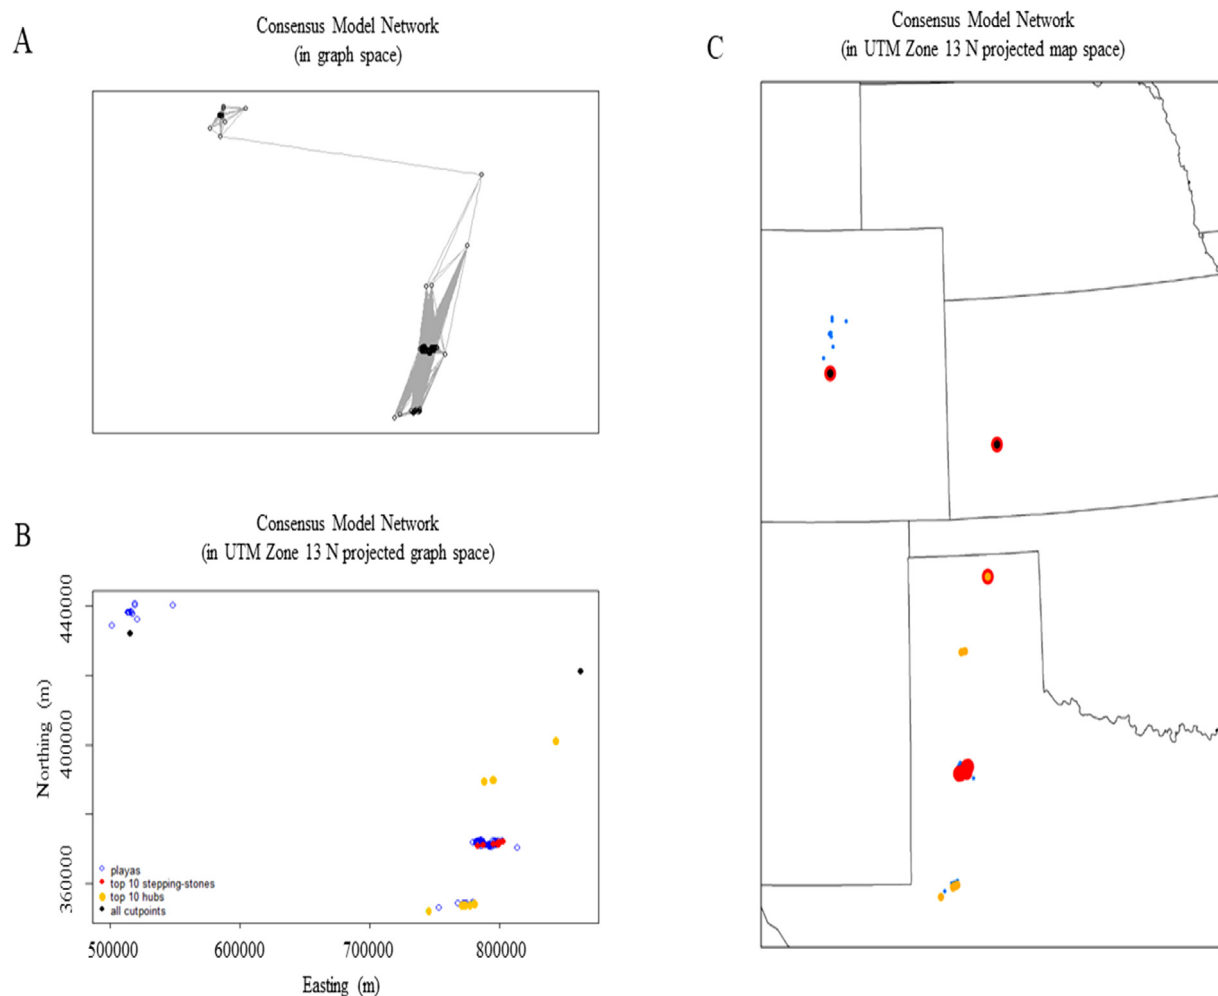 A
Consensus Model Network
(in graph space)
B
Consensus Model Network
(in UTM Zone 13 N projected graph space)
Northing (m)
440000
400000
360000
playas
top 10 stepping-stones
top 10 hubs
all cutpoints
500000
600000
700000
800000
Easting (m)
C
Consensus Model Network
(in UTM Zone 13 N projected map space)